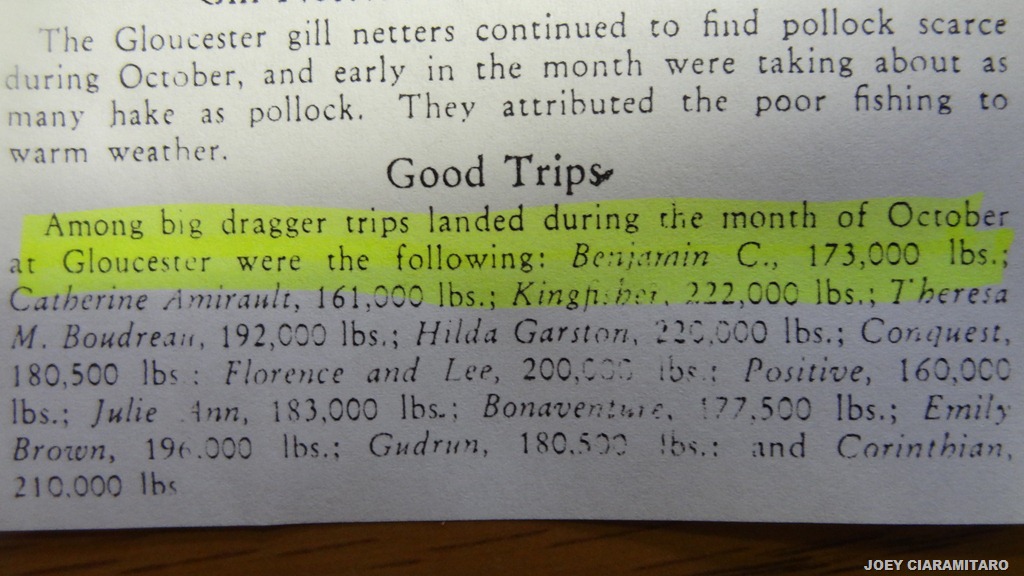 The Gloucester gill netters continued to find pollock scarce
during October, and early in the month were taking about as
many hake as pollock. They attributed the poor fishing to
warm weather.
Good Trips
Among big dragger trips landed during the month of October
at Gloucester were the following: Benjamin C., 173,000 lbs.;
Catherine Amirault, 161,000 lbs.; Kingfisher, 222,000 lbs.; Theresa
M. Boudreau, 192,000 lbs.; Hilda Garston, 220,000 lbs.; Conquest,
180,500 lbs.; Florence and Lee, 200,000 lbs.; Positive, 160,000
lbs.; Julie Ann, 183,000 lbs.; Bonaventure, 177,500 lbs.; Emily
Brown, 196,000 lbs.; Gudrun, 180,500 lbs.; and Corinthian,
210,000 lbs
JOEY CIARAMITARO